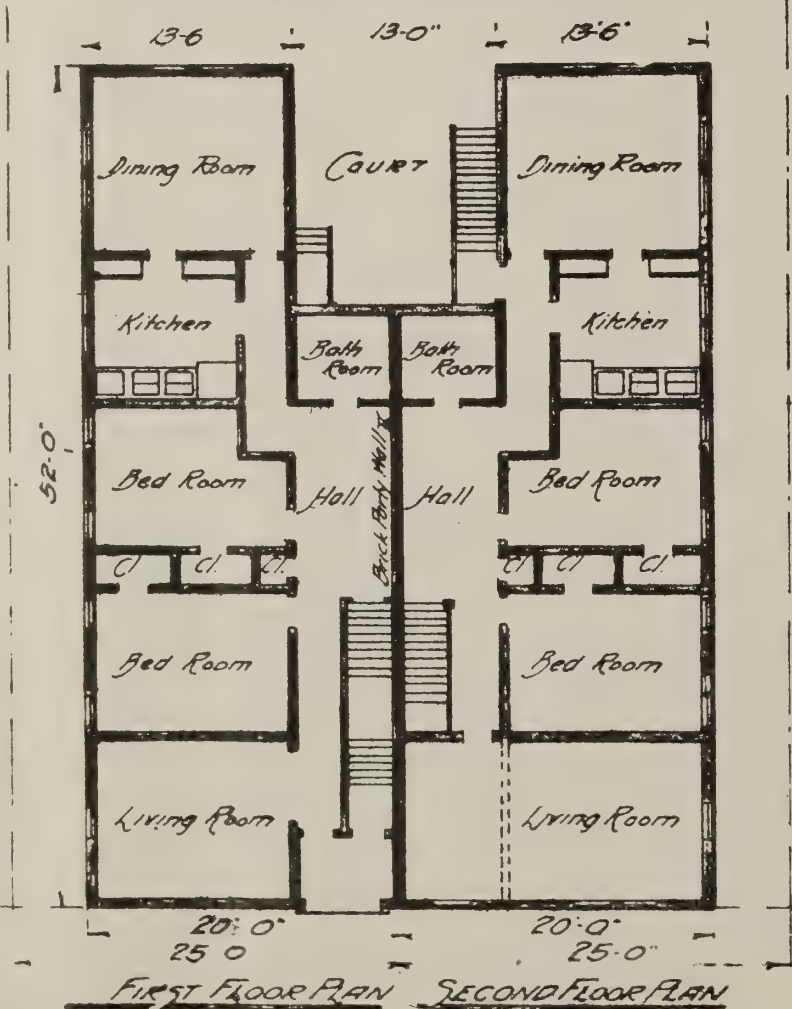 13-6 13-0" 13'6"
Dining Room Court Dining Room
Kitchen Kitchen
Bath Room Bath Room
52-0"
Bed Room Hall Brick Party Wall Hall Bed Room
Cl. Cl. Cl. Cl. Cl. Cl.
Bed Room Bed Room
Living Room Living Room
20'-0" 20'-0"
25 0 25-0"
FIRST FLOOR PLAN SECOND FLOOR PLAN